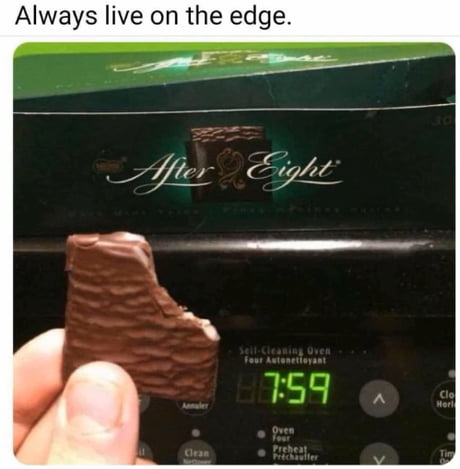 Always live on the edge.
After Eight
Self-Cleaning Oven
Four Autonettoyant
7:59
Annuler
Clean
Nettoyer
Oven
Four
Preheat
Préchauffer